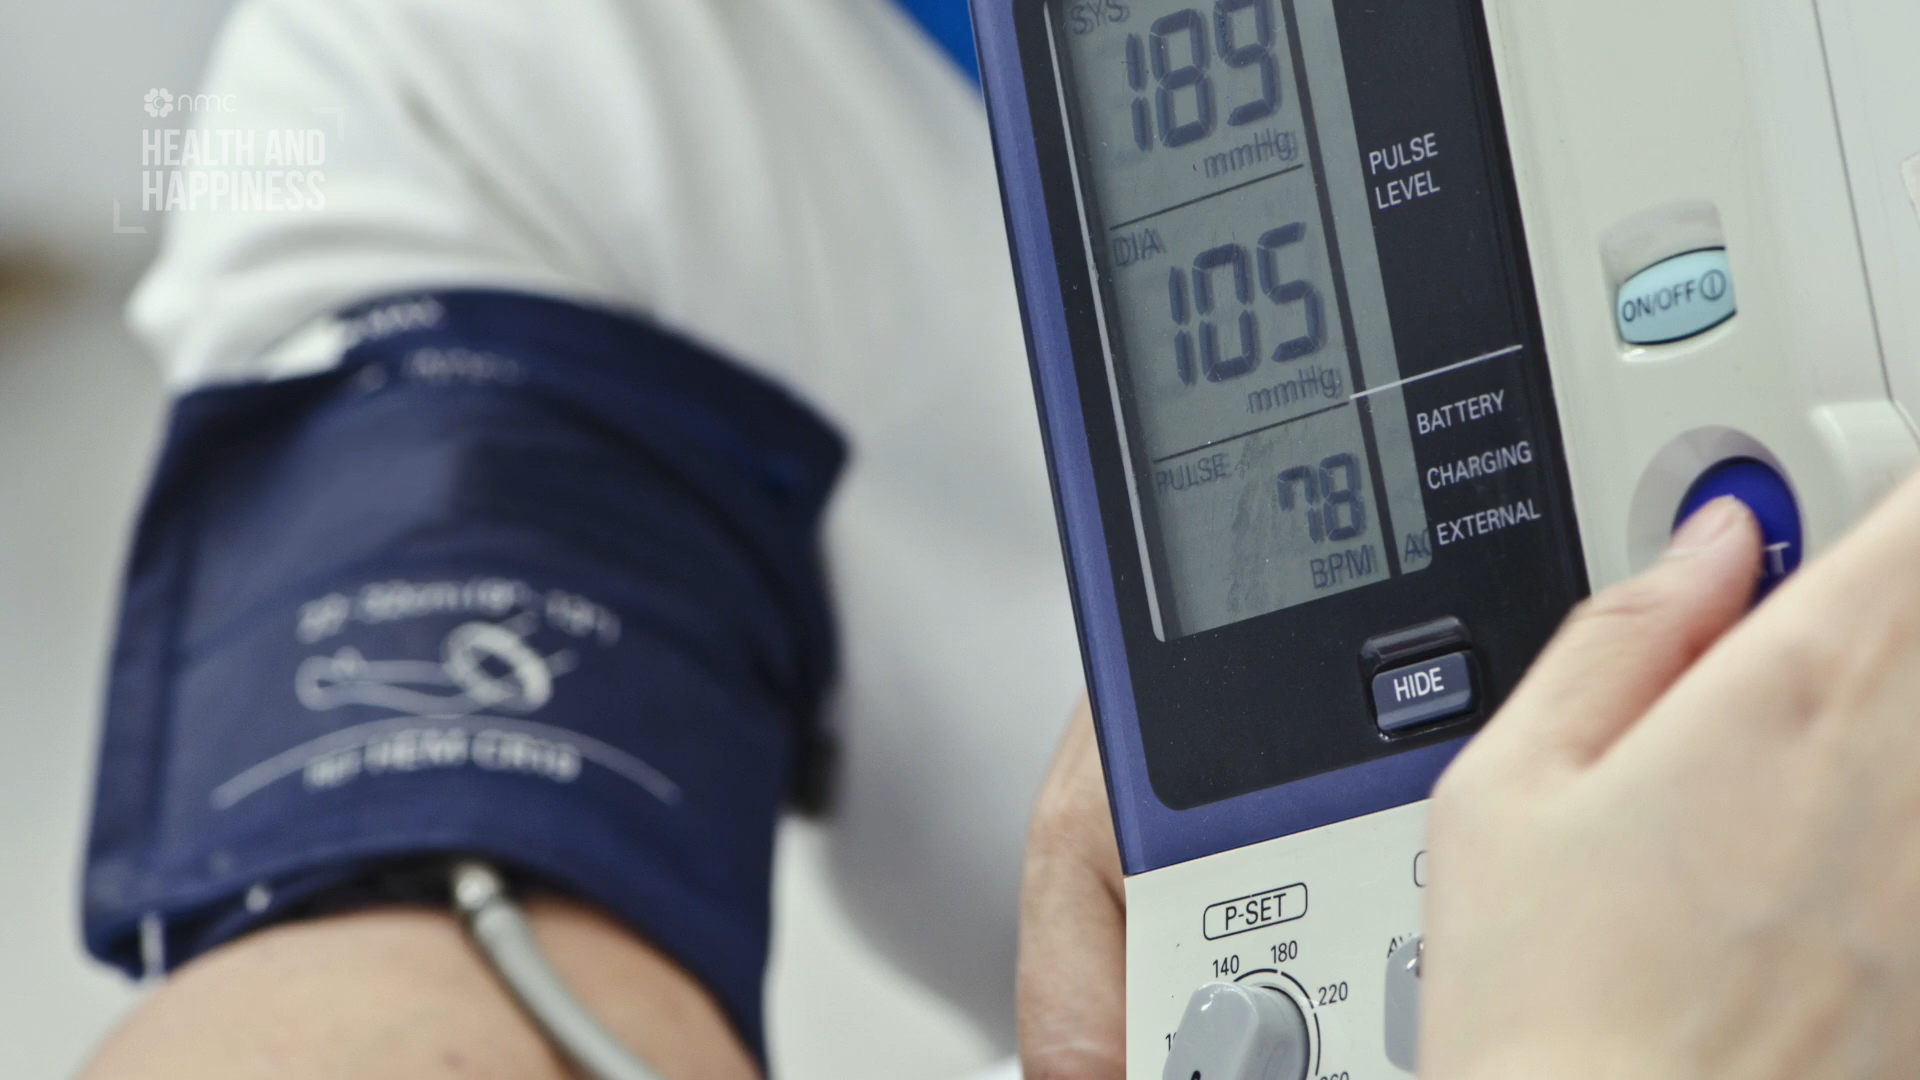 nmc
HEALTH AND
HAPPINESS
SYS
189
mmHg
DIA
105
mmHg
PULSE
78
BPM
PULSE
LEVEL
BATTERY
CHARGING
EXTERNAL
AC
ON/OFF
T
HIDE
P-SET
140
180
220